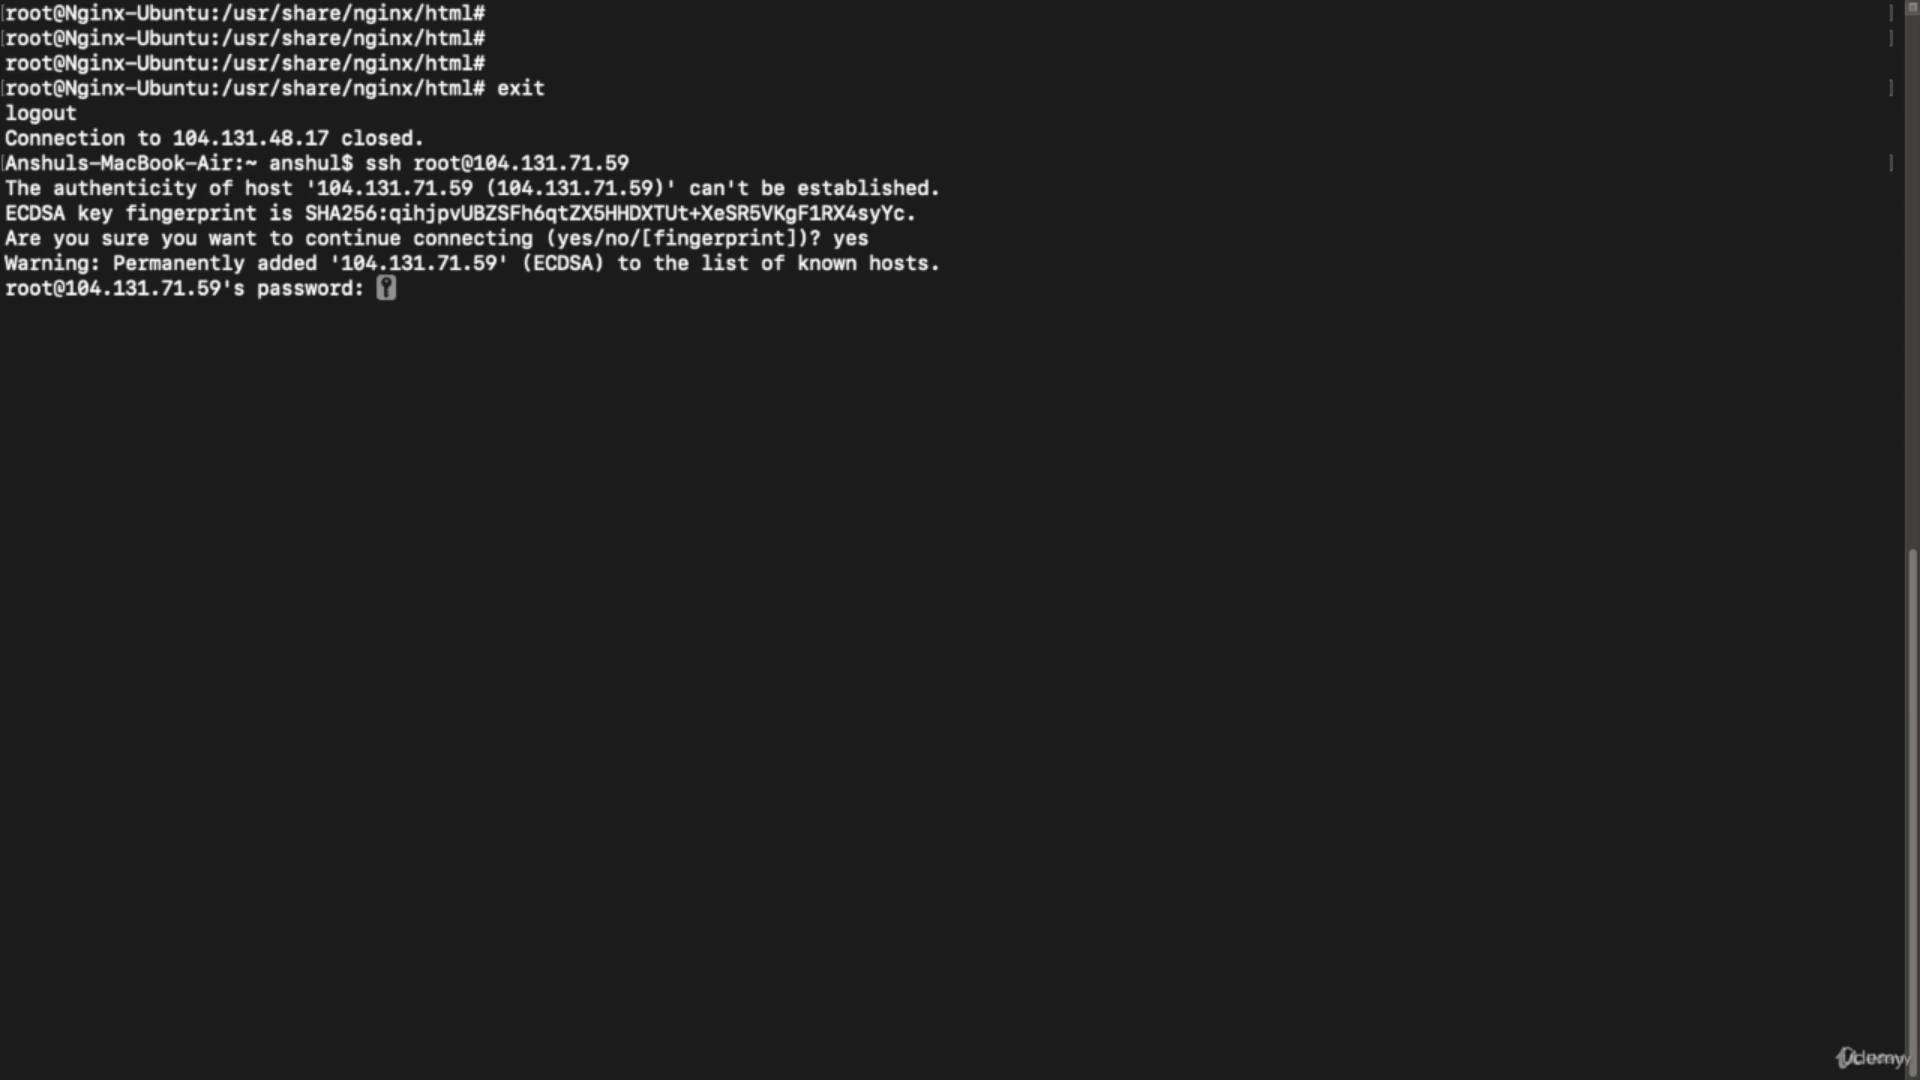 root@Nginx-Ubuntu:/usr/share/nginx/html#
root@Nginx-Ubuntu:/usr/share/nginx/html#
root@Nginx-Ubuntu:/usr/share/nginx/html#
root@Nginx-Ubuntu:/usr/share/nginx/html# exit
logout
Connection to 104.131.48.17 closed.
Anshuls-MacBook-Air:~ anshul$ ssh root@104.131.71.59
The authenticity of host '104.131.71.59 (104.131.71.59)' can't be established.
ECDSA key fingerprint is SHA256:qihjpvUBZSFh6qtZX5HHDXTUt+XeSR5VKgF1RX4syYc.
Are you sure you want to continue connecting (yes/no/[fingerprint])? yes
Warning: Permanently added '104.131.71.59' (ECDSA) to the list of known hosts.
root@104.131.71.59's password:
Udemy